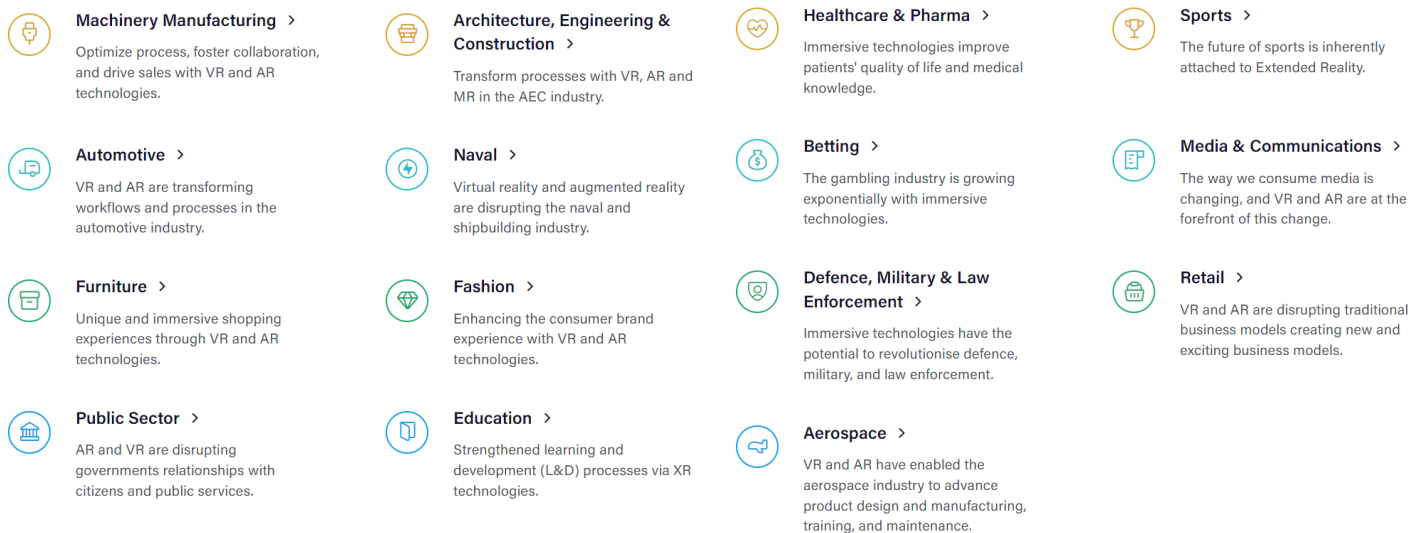 Machinery Manufacturing
Optimize process, foster collaboration,
and drive sales with VR and AR
technologies.
Automotive
VR and AR are transforming
workflows and processes in the
automotive industry.
Furniture
Unique and immersive shopping
experiences through VR and AR
technologies.
Public Sector
AR and VR are disrupting
governments relationships with
citizens and public services.
Architecture, Engineering &
Construction
Transform processes with VR, AR and
MR in the AEC industry.
Naval
Virtual reality and augmented reality
are disrupting the naval and
shipbuilding industry.
Fashion
Enhancing the consumer brand
experience with VR and AR
technologies.
Education
Strengthened learning and
development (L&D) processes via XR
technologies.
Healthcare & Pharma
Immersive technologies improve
patients' quality of life and medical
knowledge.
Betting
The gambling industry is growing
exponentially with immersive
technologies.
Defence, Military & Law
Enforcement
Immersive technologies have the
potential to revolutionise defence,
military, and law enforcement.
Aerospace
VR and AR have enabled the
aerospace industry to advance
product design and manufacturing,
training, and maintenance.
Sports
The future of sports is inherently
attached to Extended Reality.
Media & Communications
The way we consume media is
changing, and VR and AR are at the
forefront of this change.
Retail
VR and AR are disrupting traditional
business models creating new and
exciting business models.